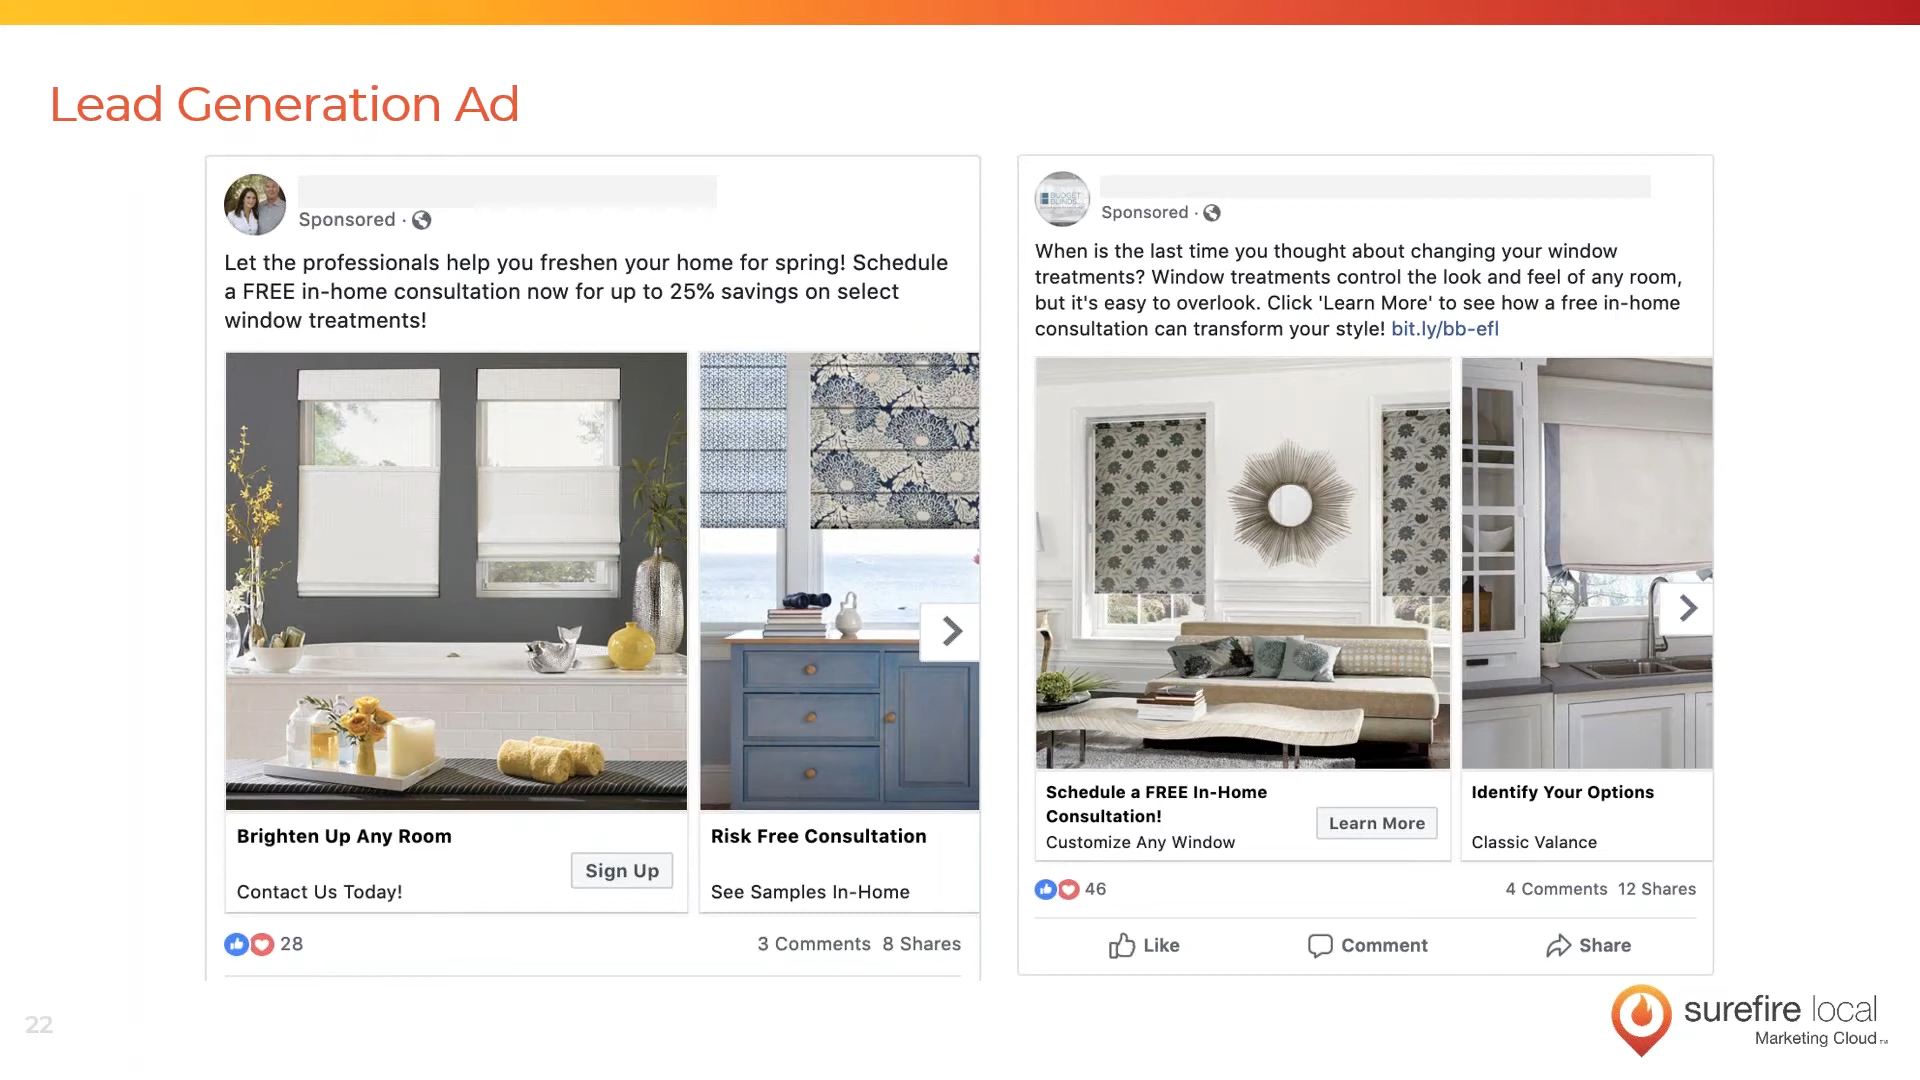 Lead Generation Ad
Sponsored ·
Let the professionals help you freshen your home for spring! Schedule
a FREE in-home consultation now for up to 25% savings on select
window treatments!
Brighten Up Any Room
Contact Us Today!
Sign Up
Risk Free Consultation
See Samples In-Home
28
3 Comments 8 Shares
BUDGET
BLINDS
Sponsored ·
When is the last time you thought about changing your window
treatments? Window treatments control the look and feel of any room,
but it's easy to overlook. Click 'Learn More' to see how a free in-home
consultation can transform your style! bit.ly/bb-efl
Schedule a FREE In-Home
Consultation!
Customize Any Window
Learn More
Identify Your Options
Classic Valance
46
4 Comments 12 Shares
Like
Comment
Share
22
surefire local
Marketing Cloud™